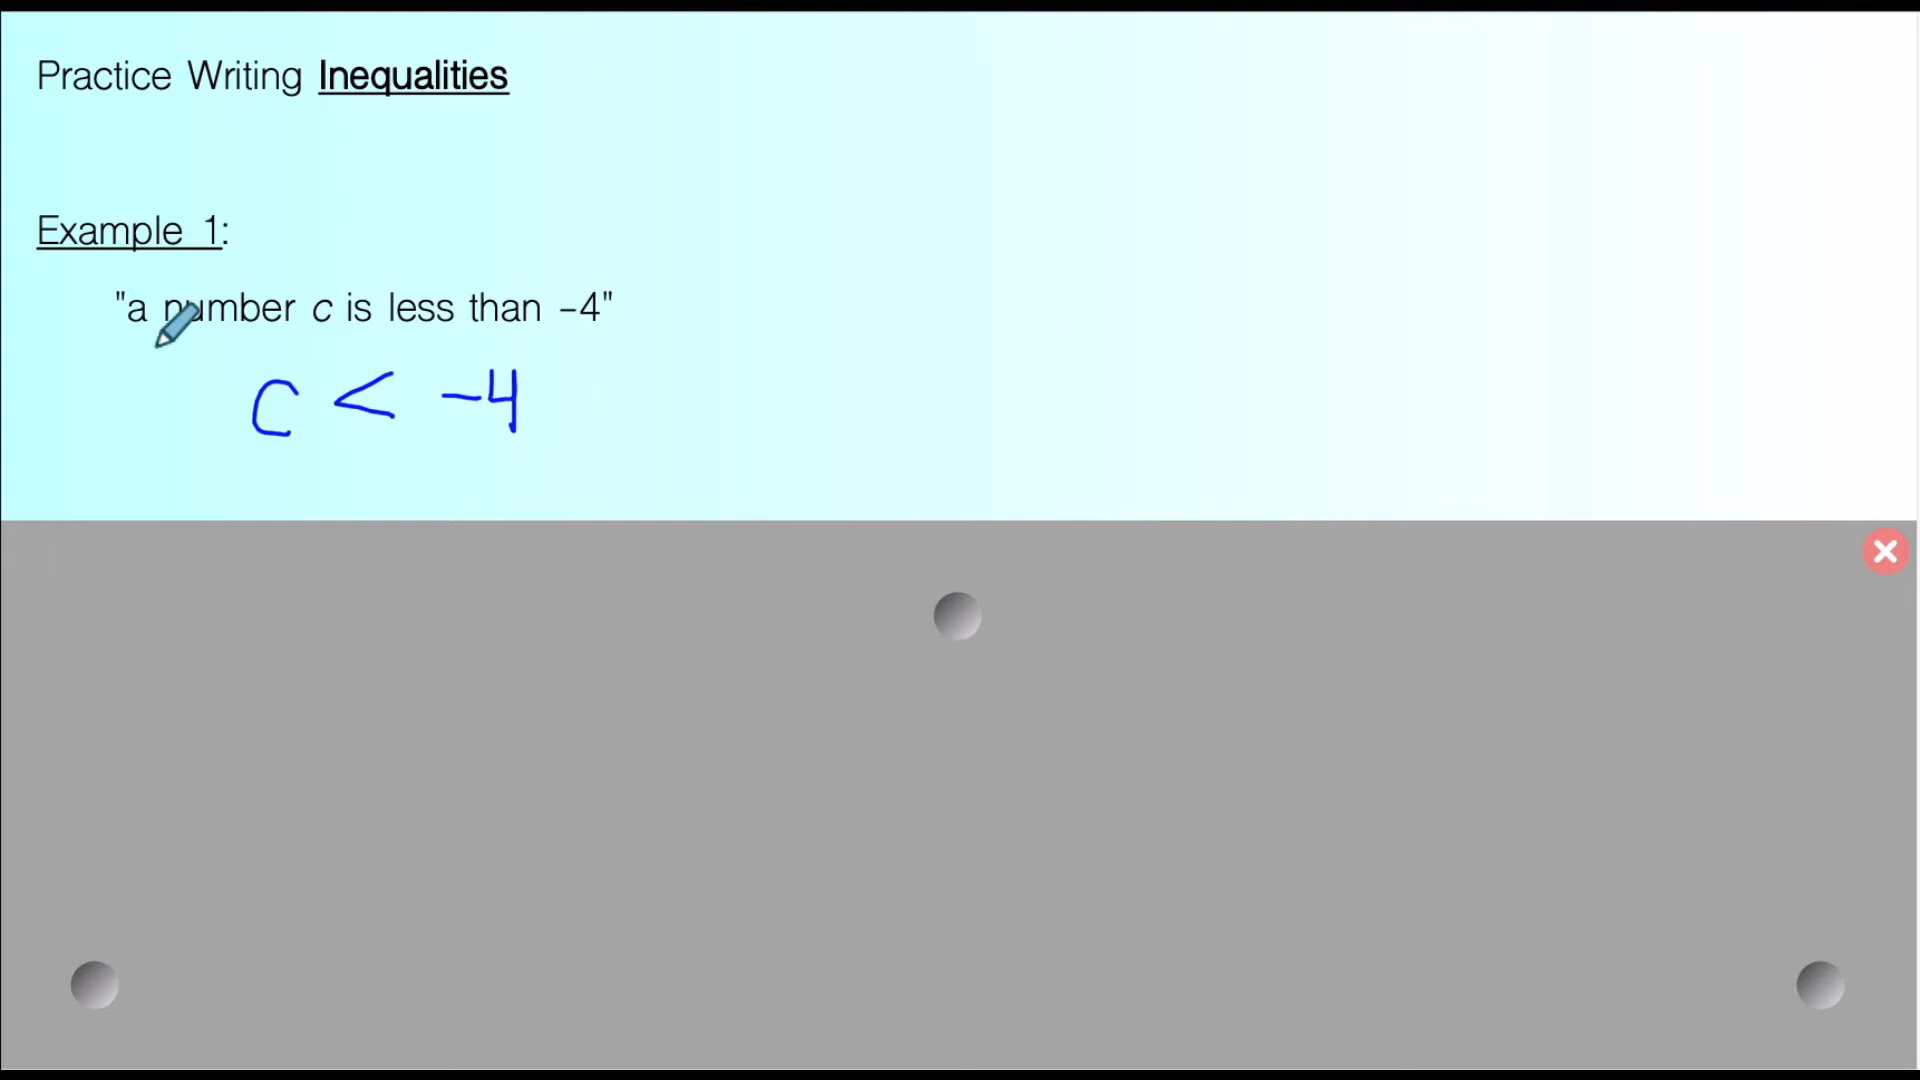 Practice Writing Inequalities
Example 1:
"a number c is less than -4"
c < -4